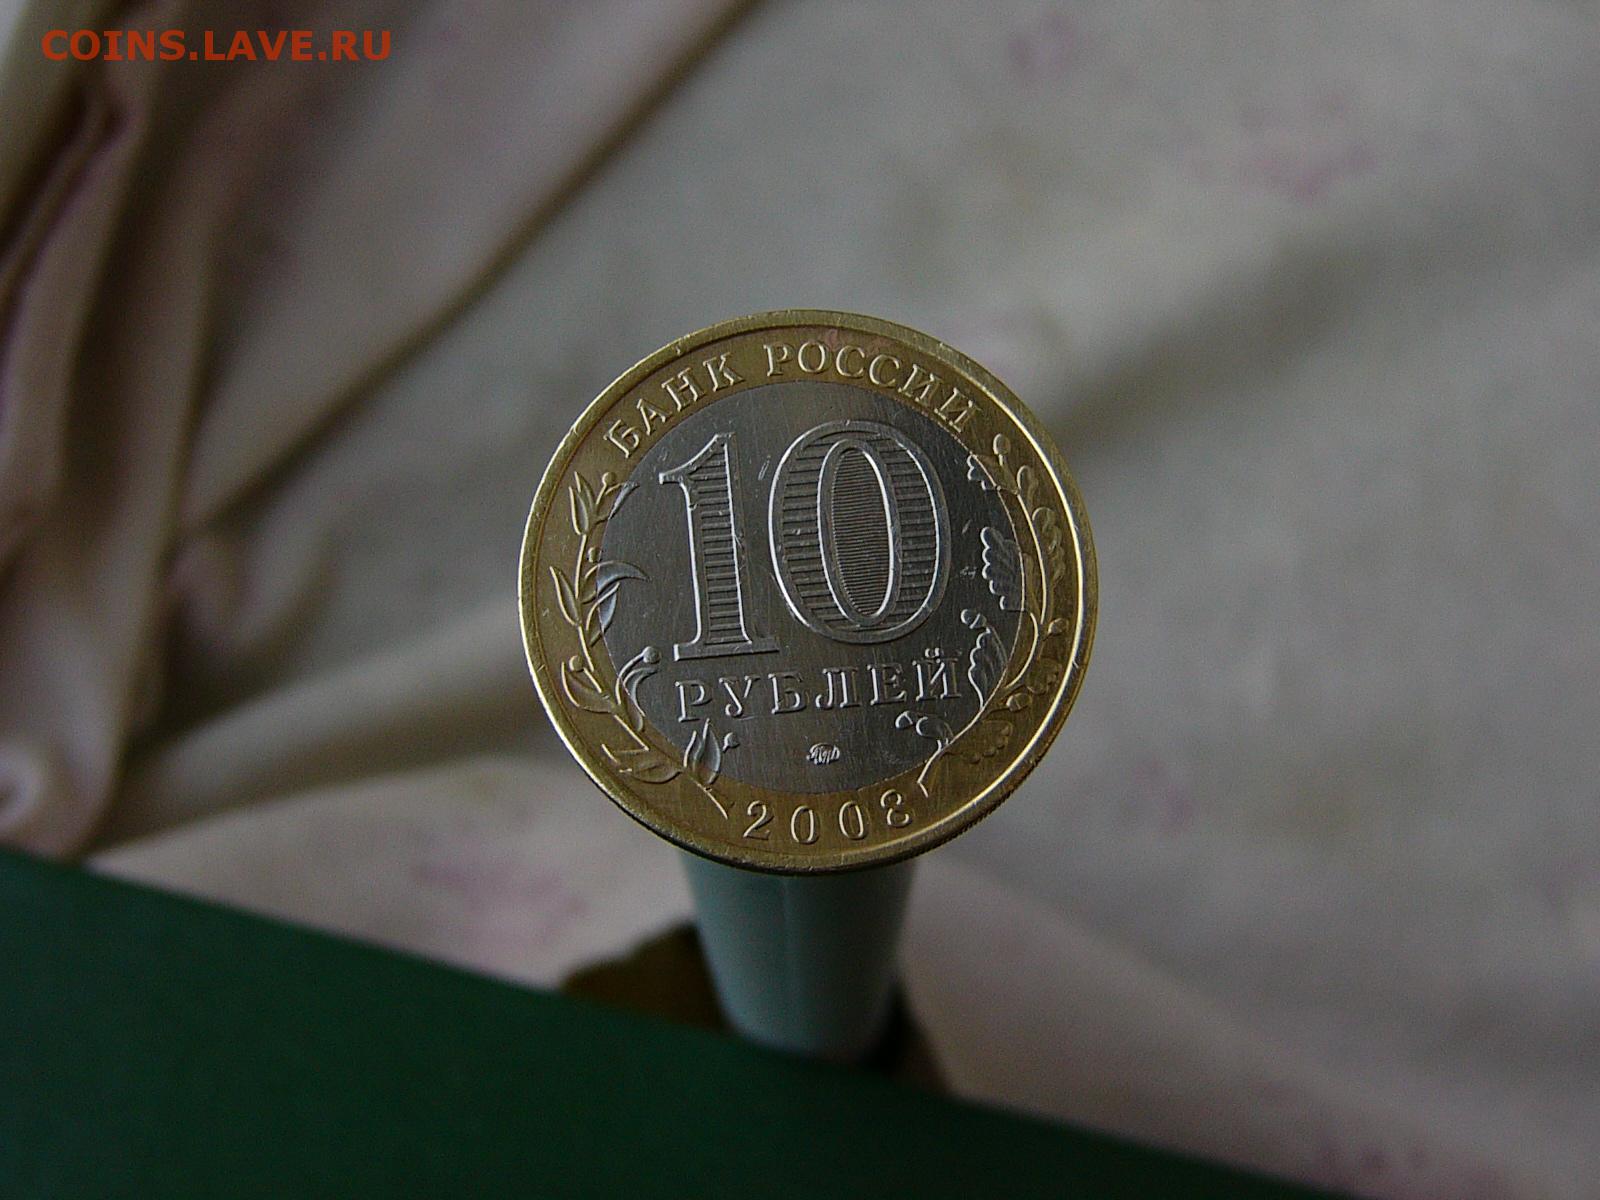 COINS.LAVE.RU
БАНК РОССИИ
10
РУБЛЕЙ
2008